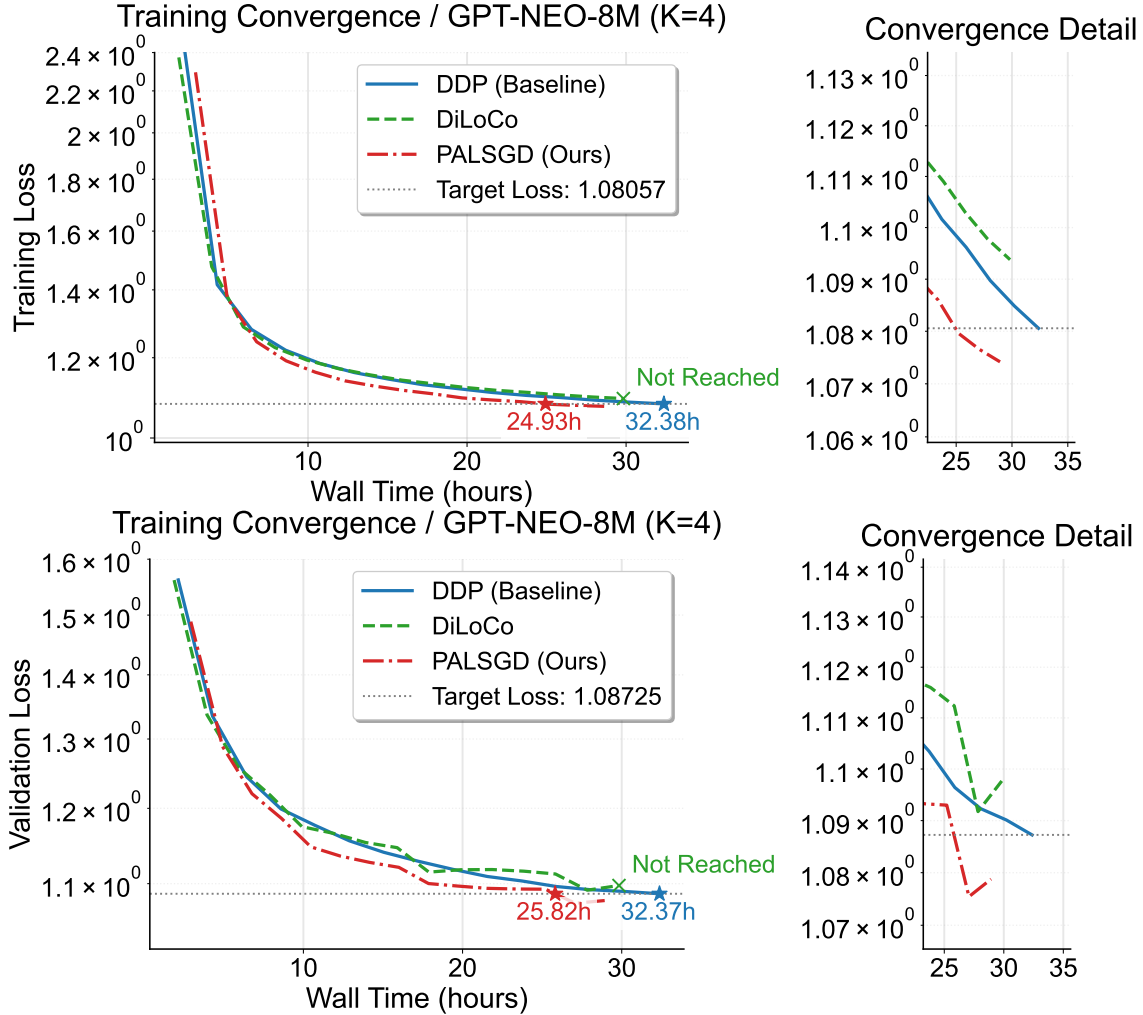 Training Convergence / GPT-NEO-8M (K=4)
2.4 × 10⁰
2.2 × 10⁰
2 × 10⁰
1.8 × 10⁰
1.6 × 10⁰
1.4 × 10⁰
1.2 × 10⁰
10⁰
Training Loss
DDP (Baseline)
DiLoCo
PALSGD (Ours)
Target Loss: 1.08057
Not Reached
24.93h
32.38h
10
20
30
Wall Time (hours)
Convergence Detail
1.13 × 10⁰
1.12 × 10⁰
1.11 × 10⁰
1.1 × 10⁰
1.09 × 10⁰
1.08 × 10⁰
1.07 × 10⁰
1.06 × 10⁰
25
30
35
Training Convergence / GPT-NEO-8M (K=4)
1.6 × 10⁰
1.5 × 10⁰
1.4 × 10⁰
1.3 × 10⁰
1.2 × 10⁰
1.1 × 10⁰
Validation Loss
DDP (Baseline)
DiLoCo
PALSGD (Ours)
Target Loss: 1.08725
Not Reached
25.82h
32.37h
10
20
30
Wall Time (hours)
Convergence Detail
1.14 × 10⁰
1.13 × 10⁰
1.12 × 10⁰
1.11 × 10⁰
1.1 × 10⁰
1.09 × 10⁰
1.08 × 10⁰
1.07 × 10⁰
25
30
35